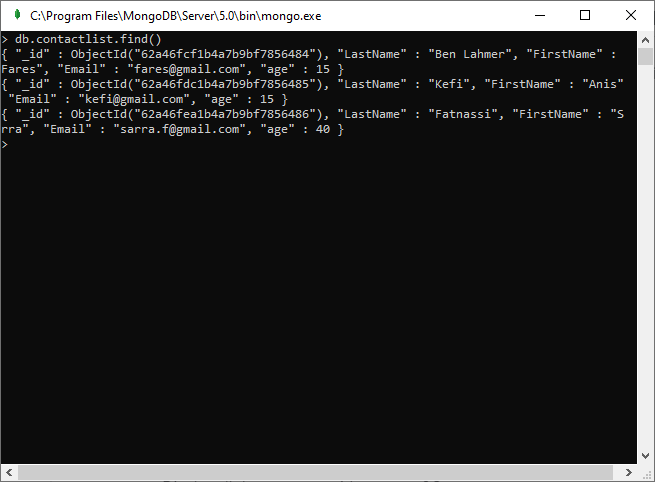 C:\Program Files\MongoDB\Server\5.0\bin\mongo.exe
> db.contactlist.find()
{ "_id" : ObjectId("62a46fcf1b4a7b9bf7856484"), "LastName" : "Ben Lahmer", "FirstName" :
Fares", "Email" : "fares@gmail.com", "age" : 15 }
{ "_id" : ObjectId("62a46fdc1b4a7b9bf7856485"), "LastName" : "Kefi", "FirstName" : "Anis"
"Email" : "kefi@gmail.com", "age" : 15 }
{ "_id" : ObjectId("62a46fea1b4a7b9bf7856486"), "LastName" : "Fatnassi", "FirstName" : "S
rra", "Email" : "sarra.f@gmail.com", "age" : 40 }
>